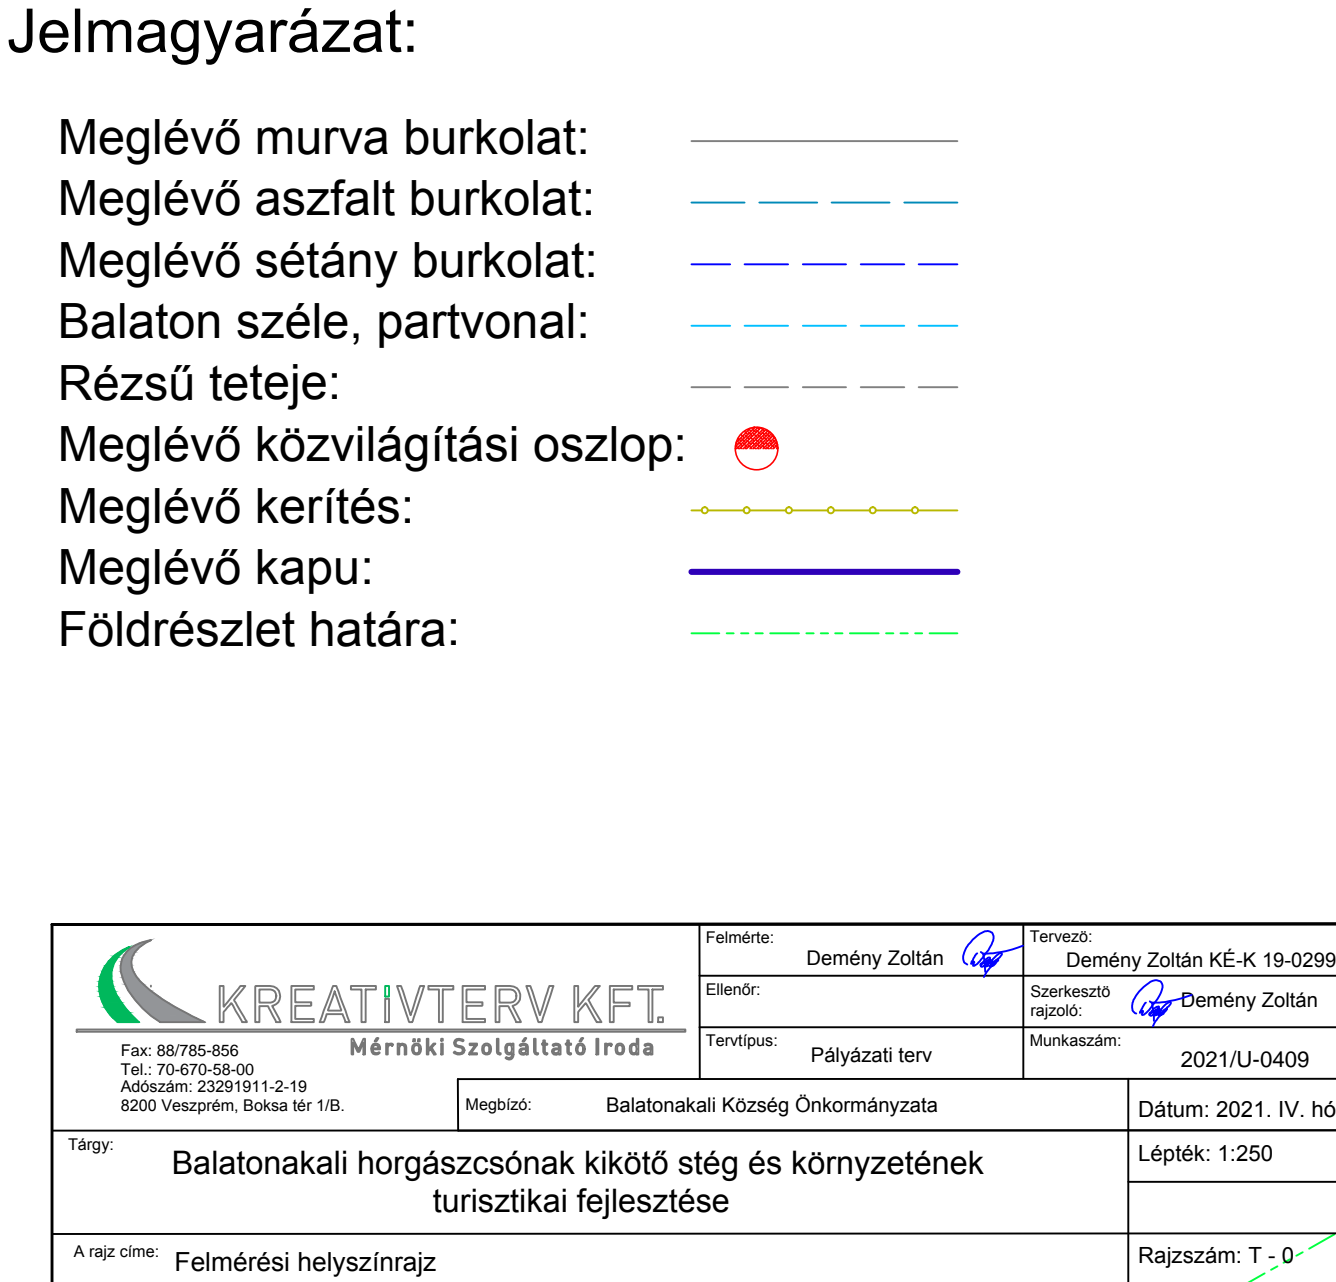 Jelmagyarázat:
Meglévő murva burkolat:
Meglévő aszfalt burkolat:
Meglévő sétány burkolat:
Balaton széle, partvonal:
Rézsű teteje:
Meglévő közvilágítási oszlop:
Meglévő kerítés:
Meglévő kapu:
Földrészlet határa:
KREATIVTERV KFT.
Mérnöki Szolgáltató Iroda
Fax: 88/785-856
Tel.: 70-670-58-00
Adószám: 23291911-2-19
8200 Veszprém, Boksa tér 1/B.
Felmérte:
Demény Zoltán
Tervezö:
Demény Zoltán KÉ-K 19-0299
Ellenőr:
Szerkesztö
rajzoló:
Demény Zoltán
Tervtípus:
Pályázati terv
Munkaszám:
2021/U-0409
Megbízó: Balatonakali Község Önkormányzata
Dátum: 2021. IV. hó
Tárgy:
Balatonakali horgászcsónak kikötő stég és környzetének
turisztikai fejlesztése
Lépték: 1:250
A rajz címe: Felmérési helyszínrajz
Rajzszám: T - 0